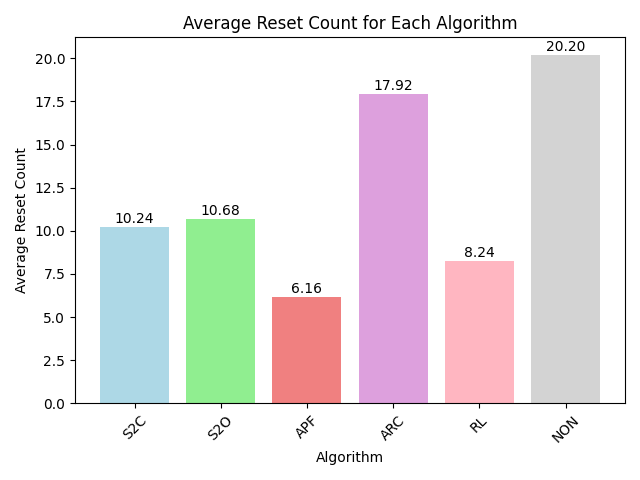 Average Reset Count for Each Algorithm
Average Reset Count
20.0
17.5
15.0
12.5
10.0
7.5
5.0
2.5
0.0
10.24
10.68
6.16
17.92
8.24
20.20
S2C
S2O
APF
ARC
RL
NON
Algorithm